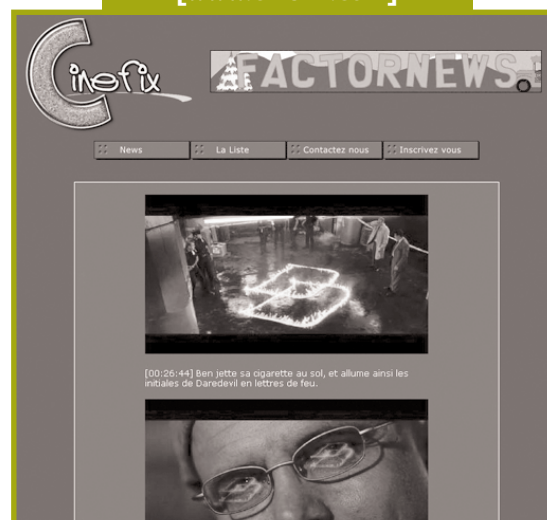 Cinefix
FACTORNEWS
News
La Liste
Contactez nous
Inscrivez vous
[00:26:44] Ben jette sa cigarette au sol, et allume ainsi les
initiales de Daredevil en lettres de feu.